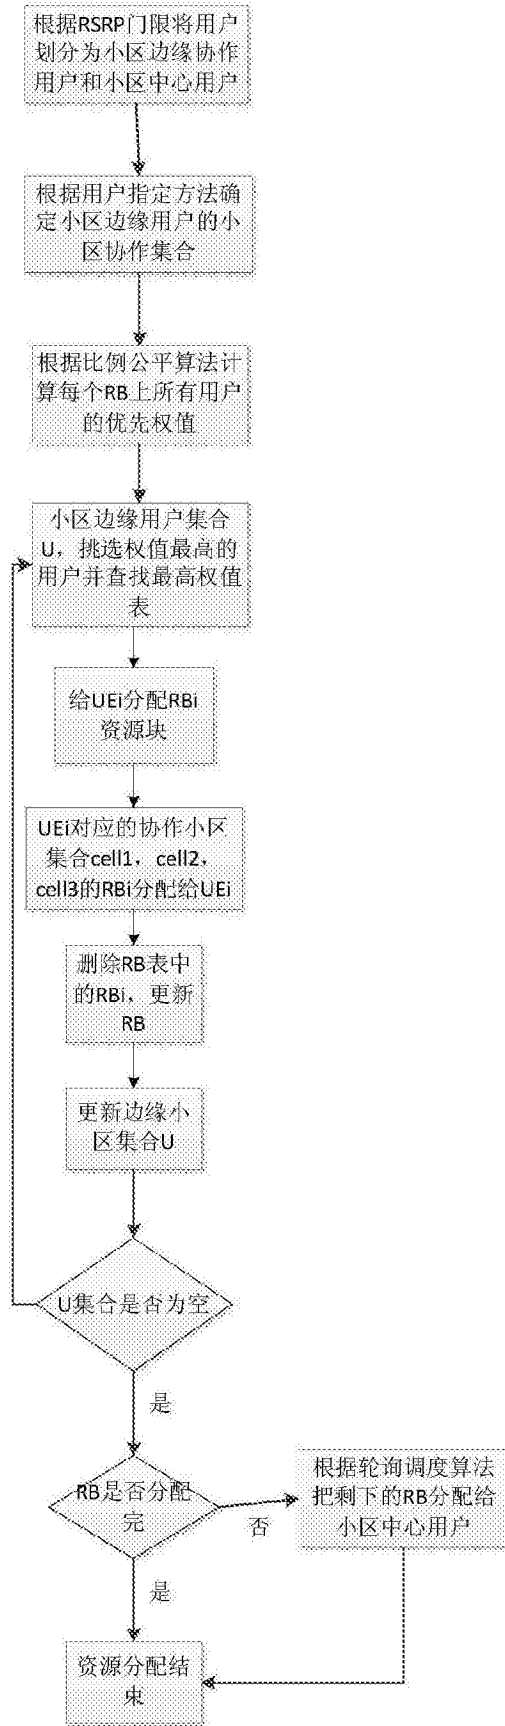 根据RSRP门限将用户
划分为小区边缘协作
用户和小区中心用户
根据用户指定方法确
定小区边缘用户的小
区协作集合
根据比例公平算法计
算每个RB上所有用户
的优先权值
小区边缘用户集合
U，挑选权值最高的
用户并查找最高权值
表
给UEi分配RBi
资源块
UEi对应的协作小区
集合cell1，cell2，
cell3的RBi分配给UEi
删除RB表中
的RBi，更新
RB
更新边缘小
区集合U
U集合是否为空
是
RB是否分配
完
否
根据轮询调度算法
把剩下的RB分配给
小区中心用户
是
资源分配结
束